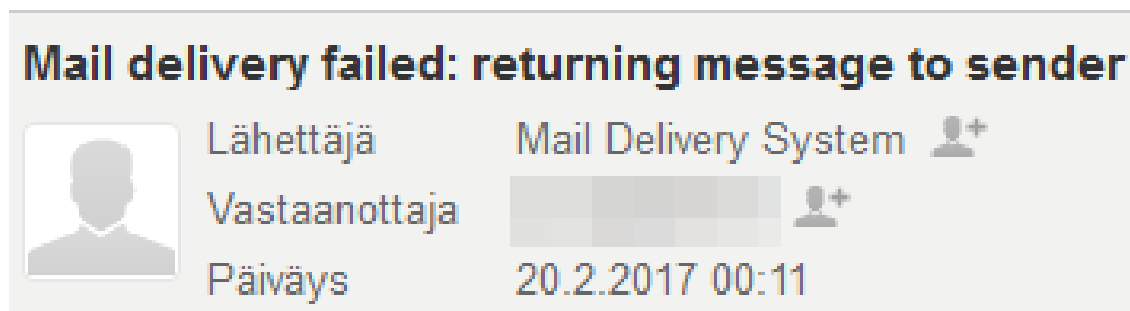 Mail delivery failed: returning message to sender
Lähettäjä Mail Delivery System
Vastaanottaja
Päiväys 20.2.2017 00:11